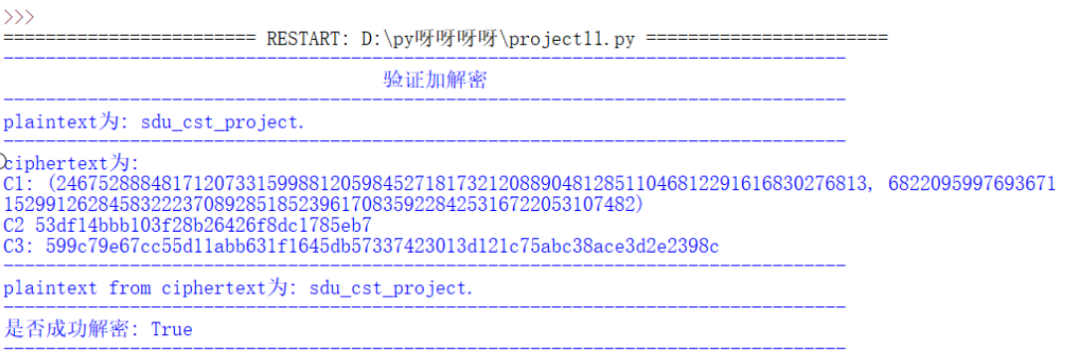 >>>
======================== RESTART: D:\py呀呀呀呀\project11.py =======================
--------------------------------------------------------------------------------
验证加解密
--------------------------------------------------------------------------------
plaintext为: sdu_cst_project.
--------------------------------------------------------------------------------
ciphertext为:
C1: (24675288848171207331599881205984527181732120889048128511046812291616830276813, 6822095997693671
1529912628458322237089285185239617083592284253167220531​07482)
C2 53df14bbb103f28b26426f8dc1785eb7
C3: 599c79e67cc55d11abb631f1645db57337423013d121c75abc38ace3d2e2398c
--------------------------------------------------------------------------------
plaintext from ciphertext为: sdu_cst_project.
--------------------------------------------------------------------------------
是否成功解密: True
--------------------------------------------------------------------------------